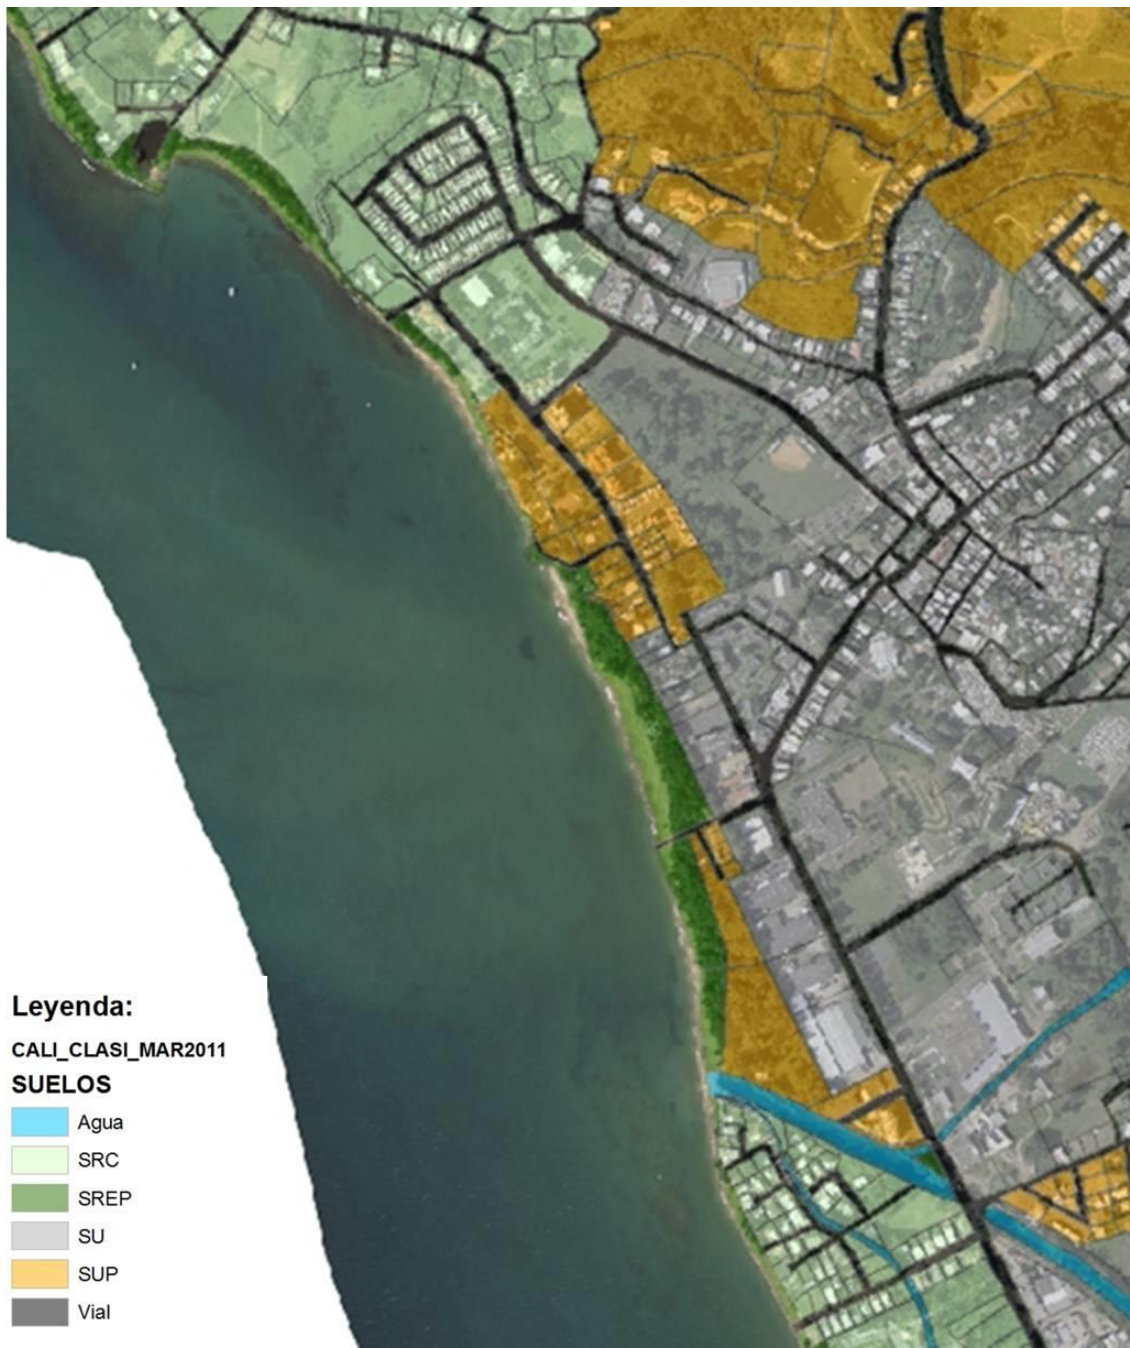 Leyenda:
CALI_CLASI_MAR2011
SUELOS
Agua
SRC
SREP
SU
SUP
Vial